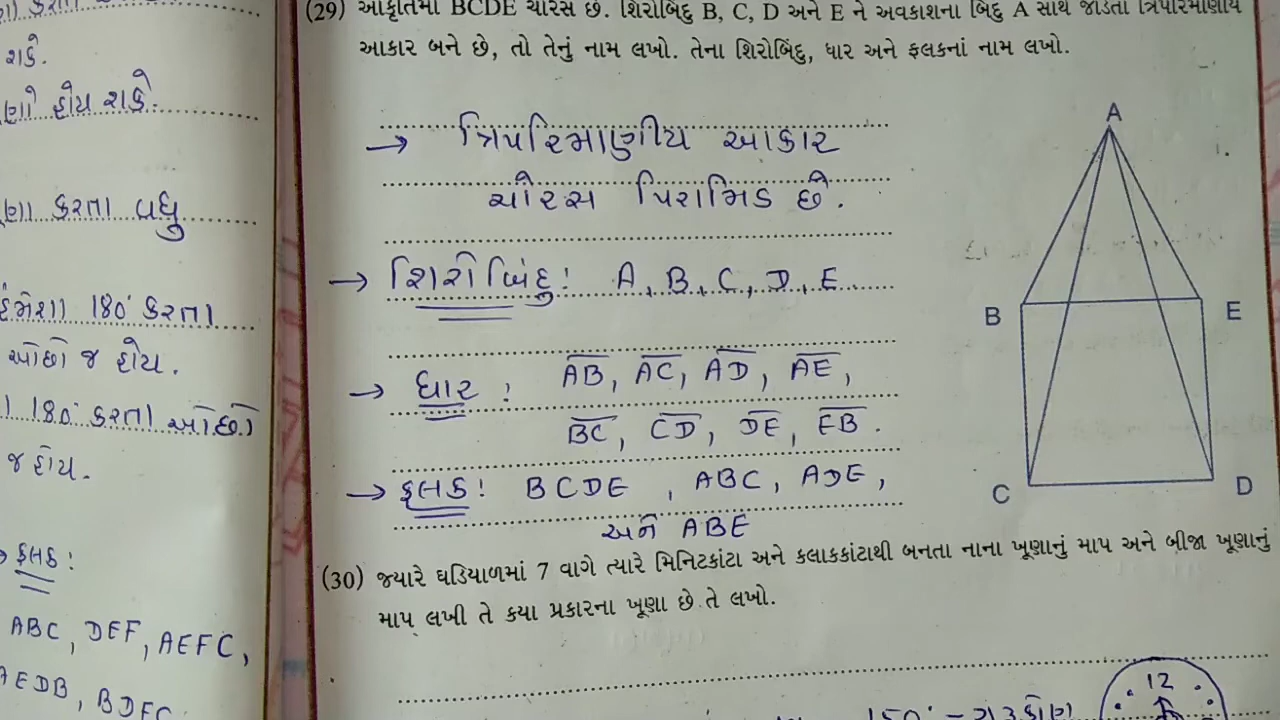 શકે.
ણો હોય શકે.
ણા કરતા વધુ
હંમેશા 180° કરતા
ઓછો જ હોય.
180° કરતા ઓછો
જ હોય.
ફલક :
ABC, DEF, AEFC,
AEDB, BDFC
(29) આકૃતિમાં BCDE ચોરસ છે. શિરોબિંદુ B, C, D અને E ને અવકાશના બિંદુ A સાથે જોડતા ત્રિપરિમાણીય
આકાર બને છે, તો તેનું નામ લખો. તેના શિરોબિંદુ, ધાર અને ફલકનાં નામ લખો.
→ ત્રિપરિમાણીય આકાર
ચોરસ પિરામિડ છે.
→ શિરોબિંદુ : A, B, C, D, E
→ ધાર : AB, AC, AD, AE,
BC, CD, DE, EB.
→ ફલક : BCDE, ABC, ADE,
અને ABE
A
B
E
C
D
(30) જ્યારે ઘડિયાળમાં 7 વાગે ત્યારે મિનિટકાંટા અને કલાકકાંટાથી બનતા નાના ખૂણાનું માપ અને બીજા ખૂણાનું
માપ લખી તે કયા પ્રકારના ખૂણા છે તે લખો.
12
150° - ગુરુકોણ